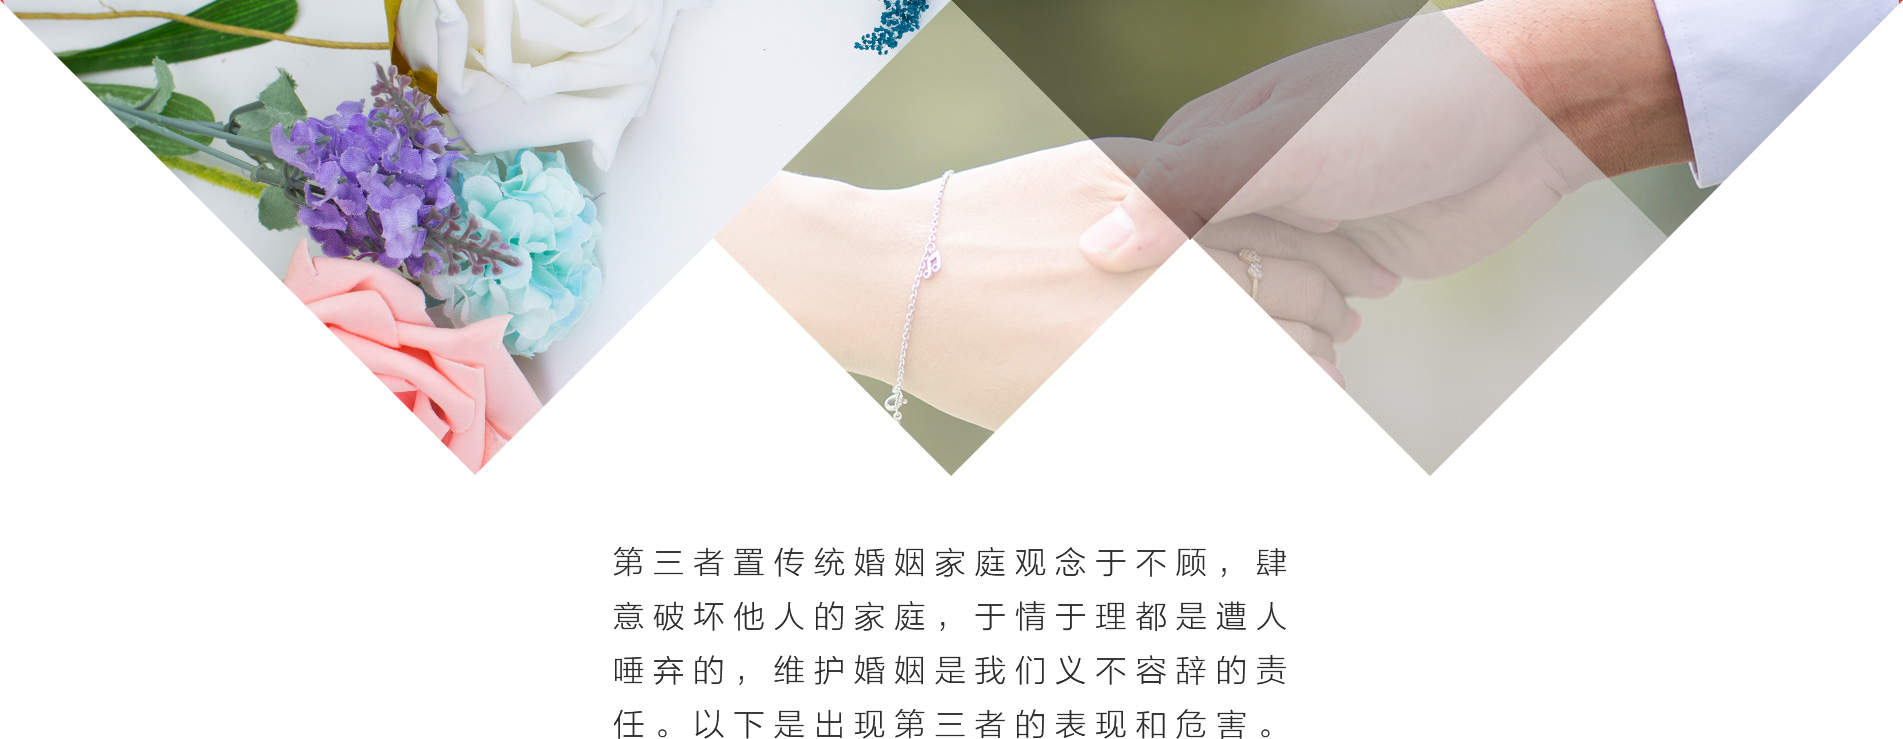 第三者置传统婚姻家庭观念于不顾，肆
意破坏他人的家庭，于情于理都是遭人
唾弃的，维护婚姻是我们义不容辞的责
任。以下是出现第三者的表现和危害。